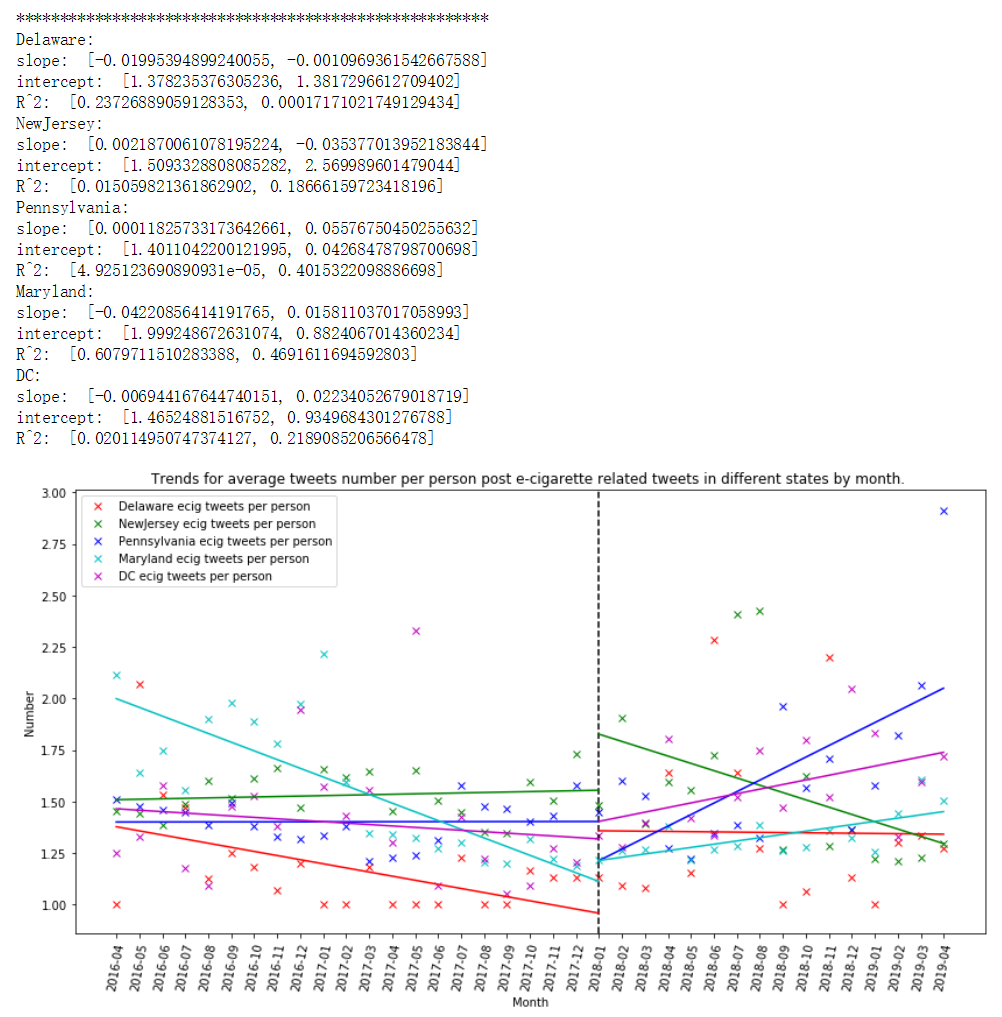 ******************************************************
Delaware:
slope:  [-0.01995394899240055, -0.0010969361542667588]
intercept:  [1.378235376305236, 1.3817296612709402]
R^2:  [0.23726889059128353, 0.00017171021749129434]
NewJersey:
slope:  [0.0021870061078195224, -0.035377013952183844]
intercept:  [1.5093328808085282, 2.569989601479044]
R^2:  [0.015059821361862902, 0.18666159723418196]
Pennsylvania:
slope:  [0.00011825733173642661, 0.05576750450255632]
intercept:  [1.4011042200121995, 0.04268478798700698]
R^2:  [4.925123690890931e-05, 0.4015322098886698]
Maryland:
slope:  [-0.04220856414191765, 0.015811037017058993]
intercept:  [1.999248672631074, 0.8824067014360234]
R^2:  [0.6079711510283388, 0.4691611694592803]
DC:
slope:  [-0.006944167644740151, 0.02234052679018719]
intercept:  [1.46524881516752, 0.9349684301276788]
R^2:  [0.020114950747374127, 0.2189085206566478]
Trends for average tweets number per person post e-cigarette related tweets in different states by month.
Delaware ecig tweets per person
NewJersey ecig tweets per person
Pennsylvania ecig tweets per person
Maryland ecig tweets per person
DC ecig tweets per person
3.00
2.75
2.50
2.25
2.00
1.75
1.50
1.25
1.00
Number
2016-04
2016-05
2016-06
2016-07
2016-08
2016-09
2016-10
2016-11
2016-12
2017-01
2017-02
2017-03
2017-04
2017-05
2017-06
2017-07
2017-08
2017-09
2017-10
2017-11
2017-12
2018-01
2018-02
2018-03
2018-04
2018-05
2018-06
2018-07
2018-08
2018-09
2018-10
2018-11
2018-12
2019-01
2019-02
2019-03
2019-04
Month